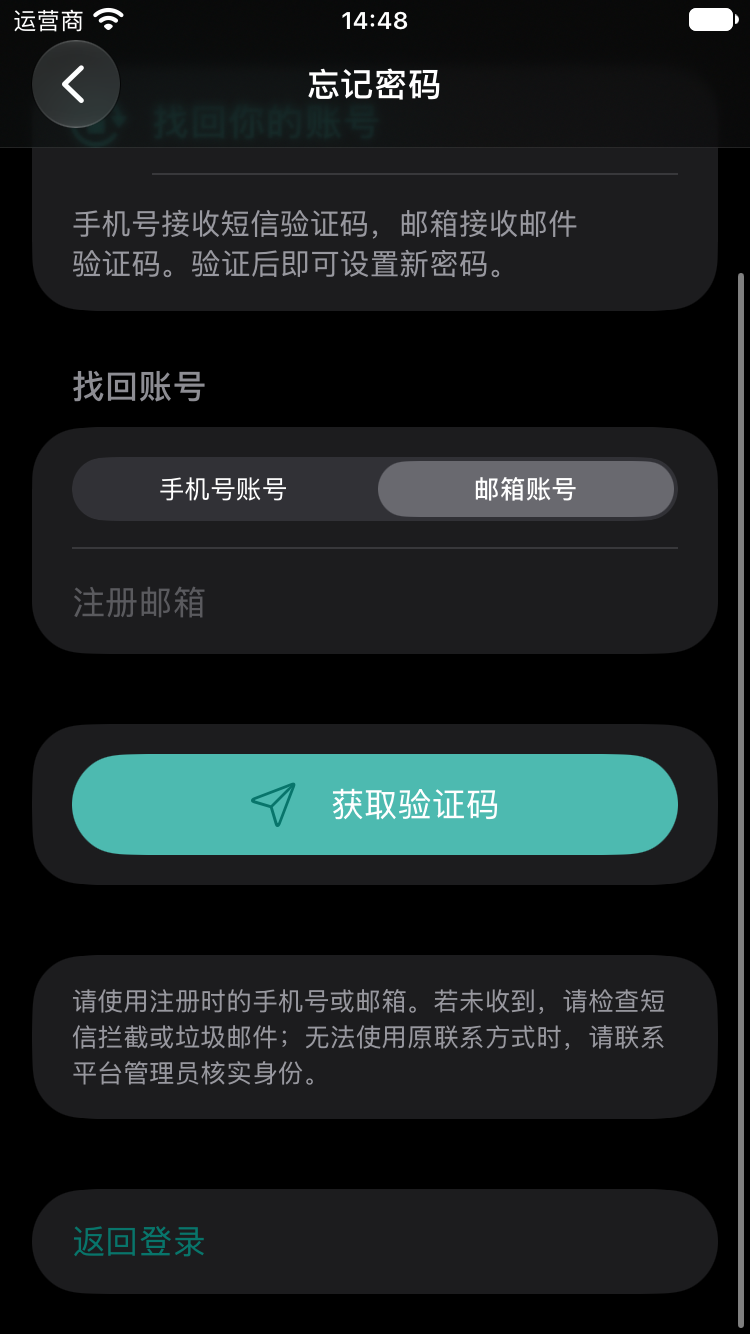 运营商
14:48
忘记密码
找回你的账号
手机号接收短信验证码，邮箱接收邮件
验证码。验证后即可设置新密码。
找回账号
手机号账号
邮箱账号
注册邮箱
获取验证码
请使用注册时的手机号或邮箱。若未收到，请检查短
信拦截或垃圾邮件；无法使用原联系方式时，请联系
平台管理员核实身份。
返回登录